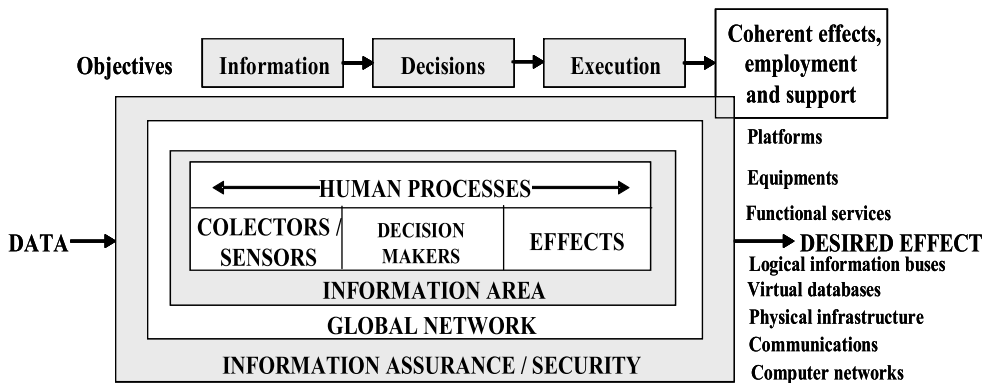 Objectives
Information
Decisions
Execution
Coherent effects,
employment
and support
Platforms
Equipments
Functional services
HUMAN PROCESSES
COLECTORS /
SENSORS
DECISION
MAKERS
EFFECTS
DATA
DESIRED EFFECT
Logical information buses
INFORMATION AREA
Virtual databases
GLOBAL NETWORK
Physical infrastructure
Communications
INFORMATION ASSURANCE / SECURITY
Computer networks